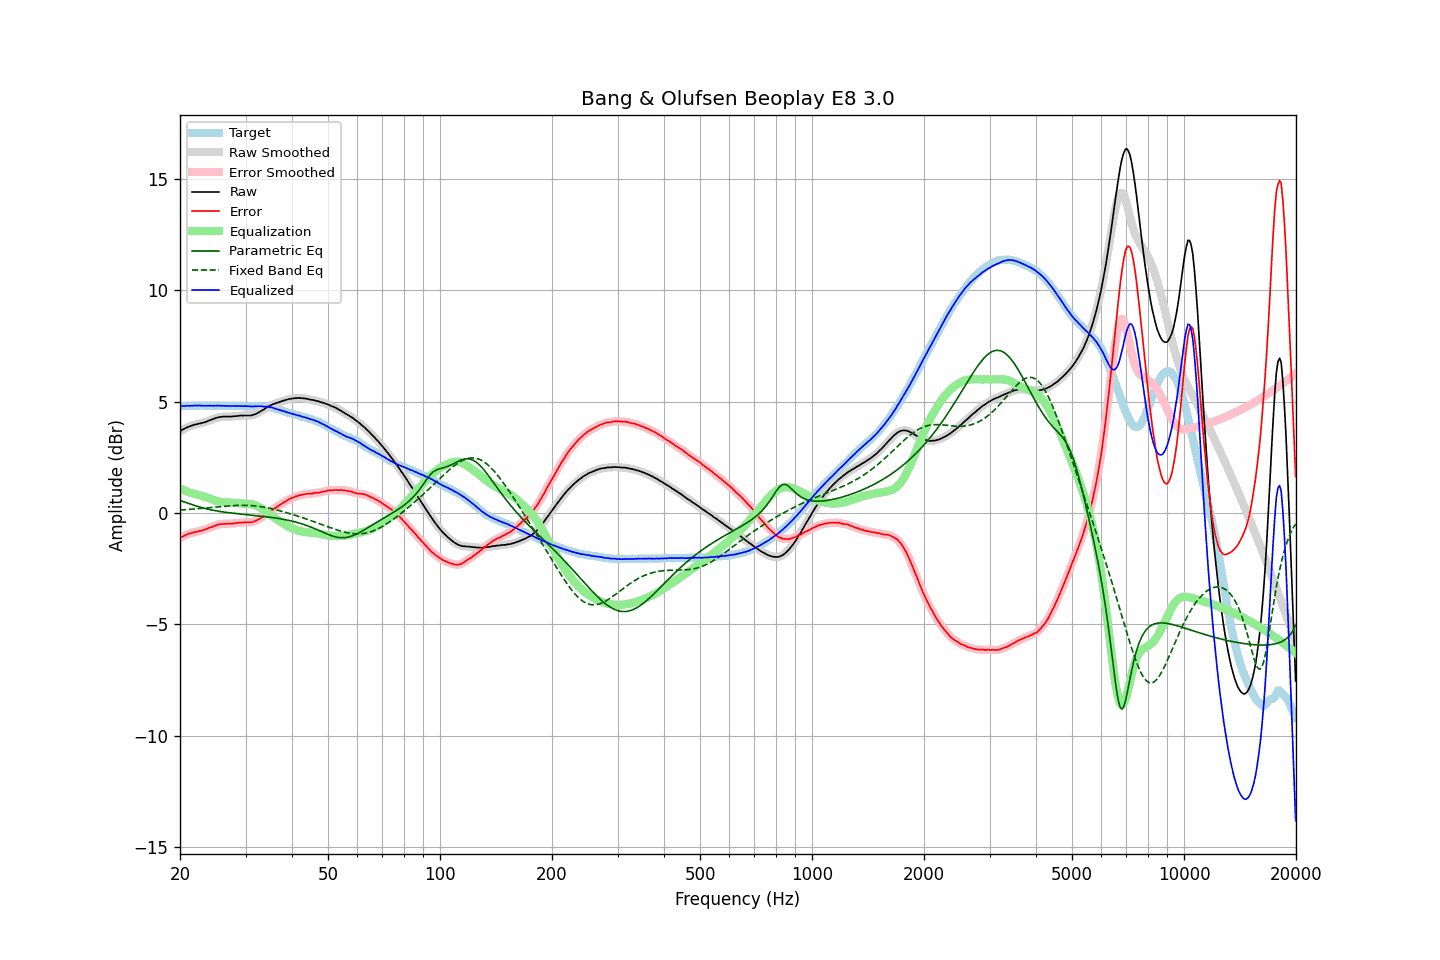 Bang & Olufsen Beoplay E8 3.0
Target
Raw Smoothed
Error Smoothed
Raw
Error
Equalization
Parametric Eq
Fixed Band Eq
Equalized
Amplitude (dBr)
15
10
5
0
−5
−10
−15
20 50 100 200 500 1000 2000 5000 10000 20000
Frequency (Hz)